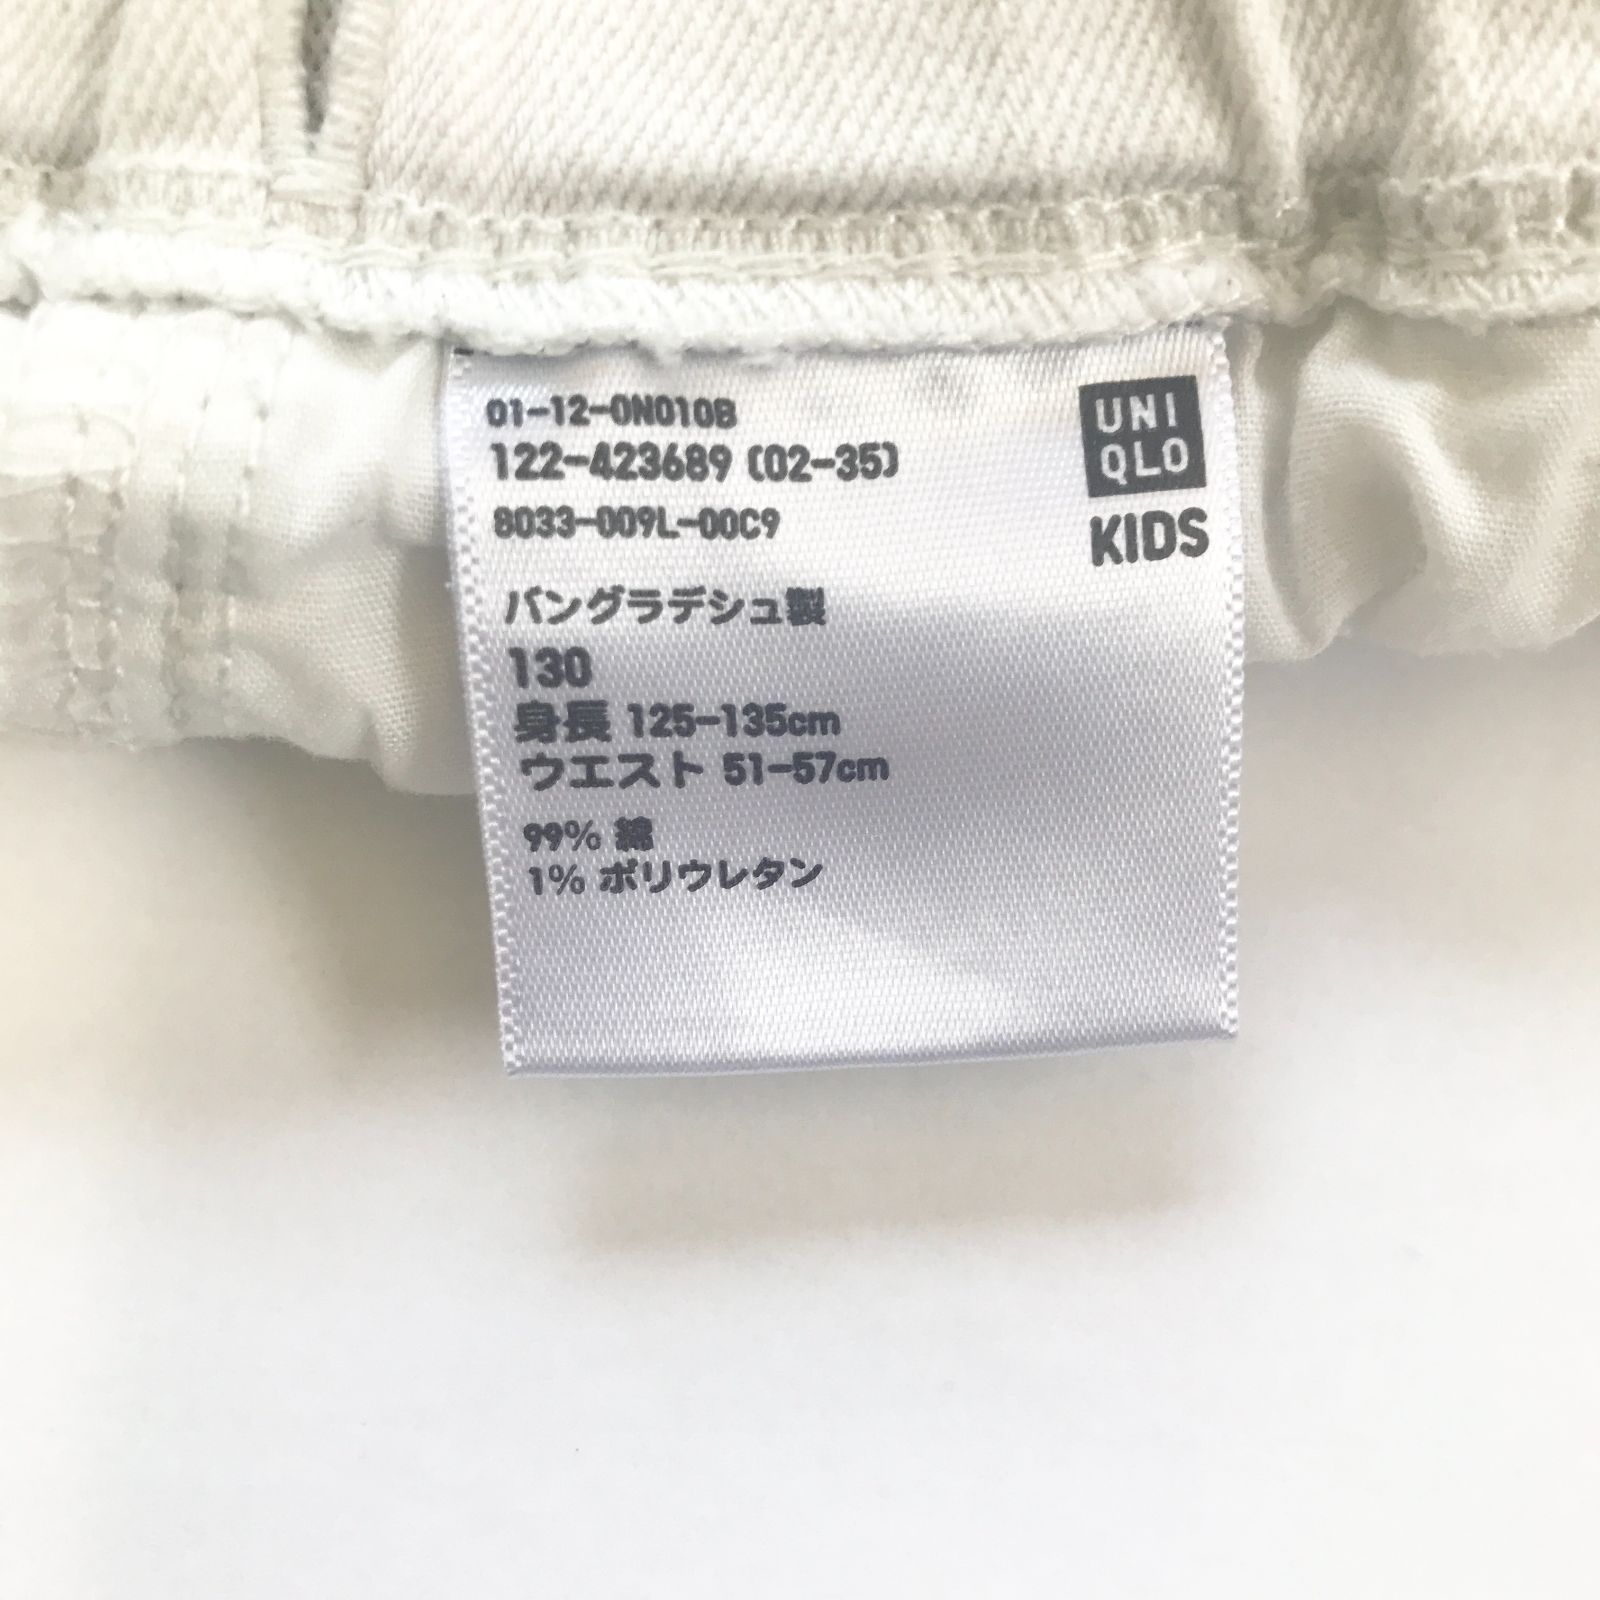 01-12-0N010B
122-423689 (02-35)
8033-009L-00C9
UNI
QLO
KIDS
バングラデシュ製
130
身長 125-135cm
ウエスト 51-57cm
99% 綿
1% ポリウレタン